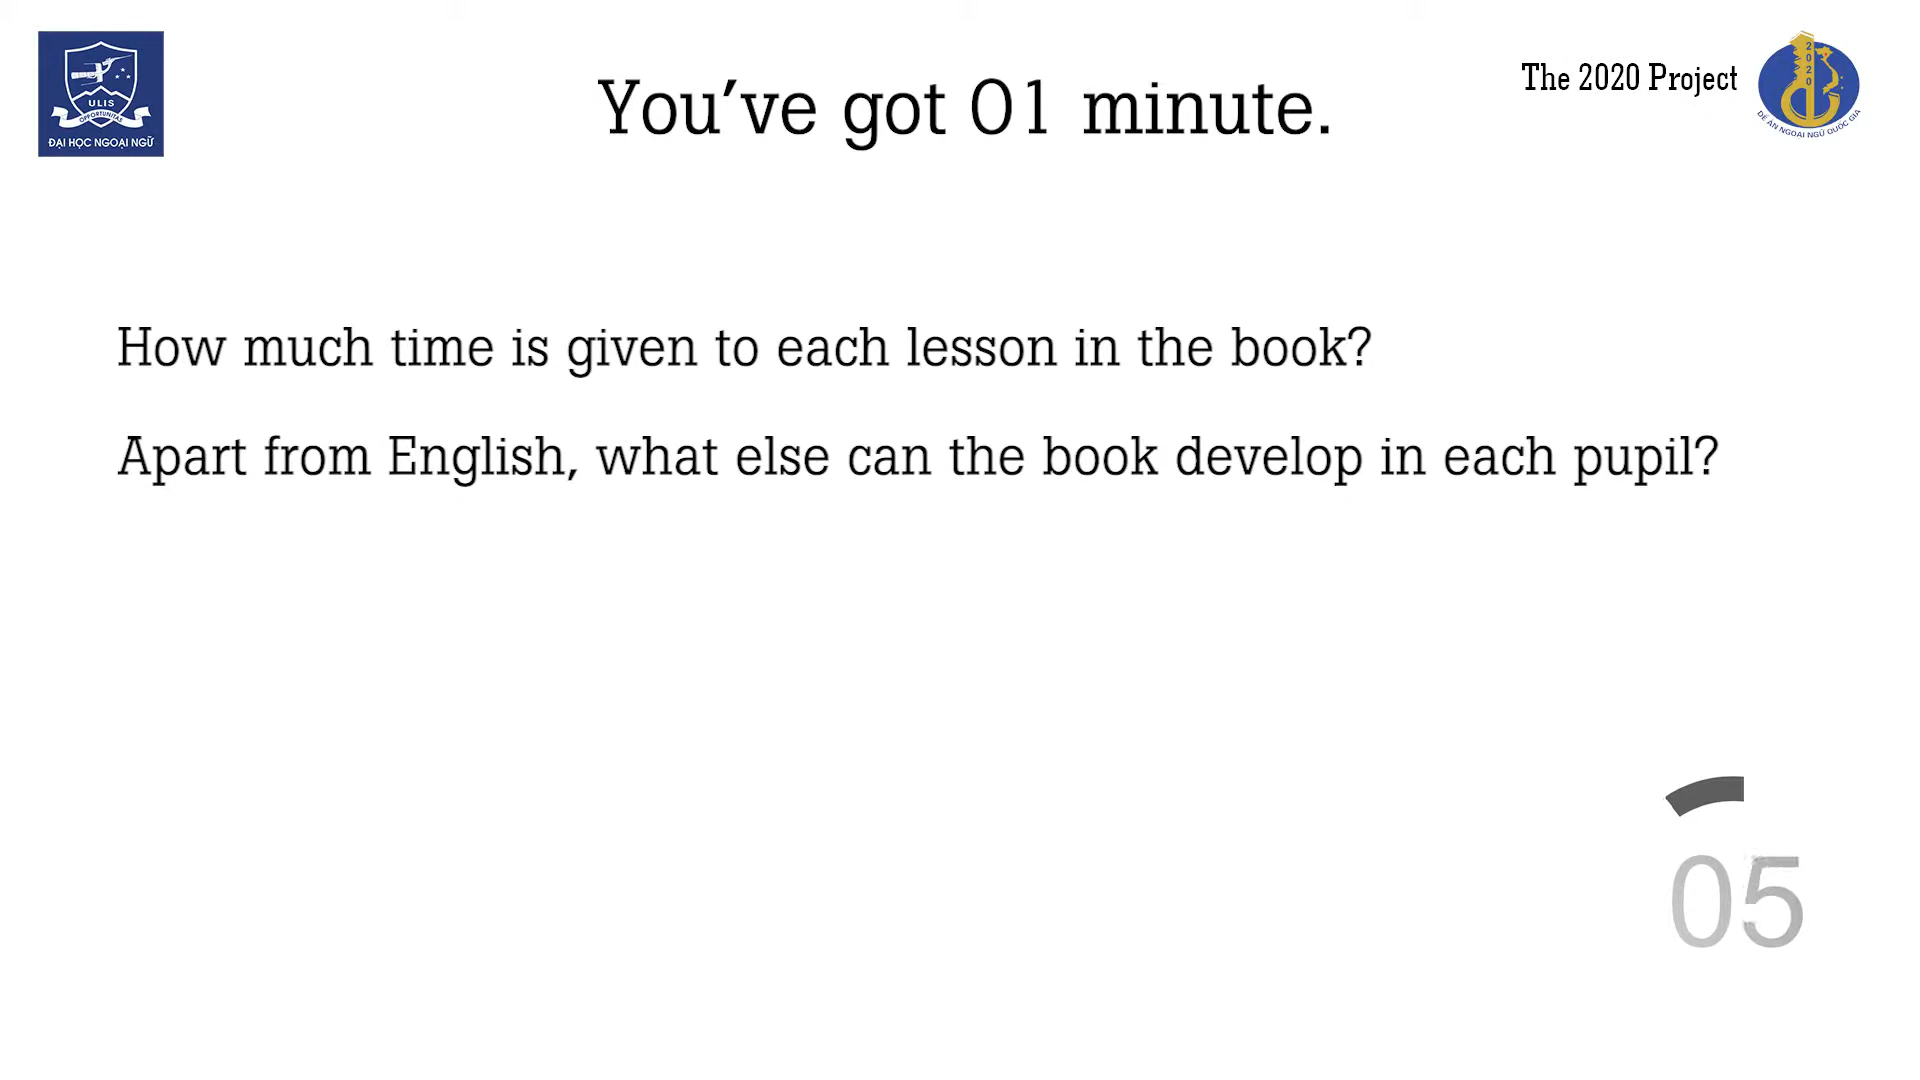 ULIS
OPPORTUNITAS
ĐẠI HỌC NGOẠI NGỮ
You’ve got 01 minute.
The 2020 Project
2020
ĐỀ ÁN NGOẠI NGỮ QUỐC GIA
How much time is given to each lesson in the book?
Apart from English, what else can the book develop in each pupil?
05